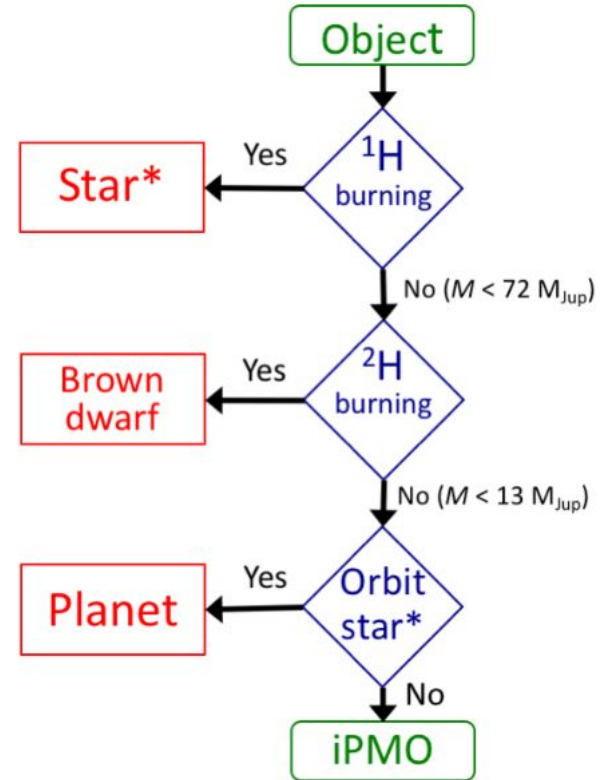 Object
Yes
¹H
burning
Star*
No (M < 72 M_Jup)
Yes
²H
burning
Brown
dwarf
No (M < 13 M_Jup)
Yes
Orbit
star*
Planet
No
iPMO